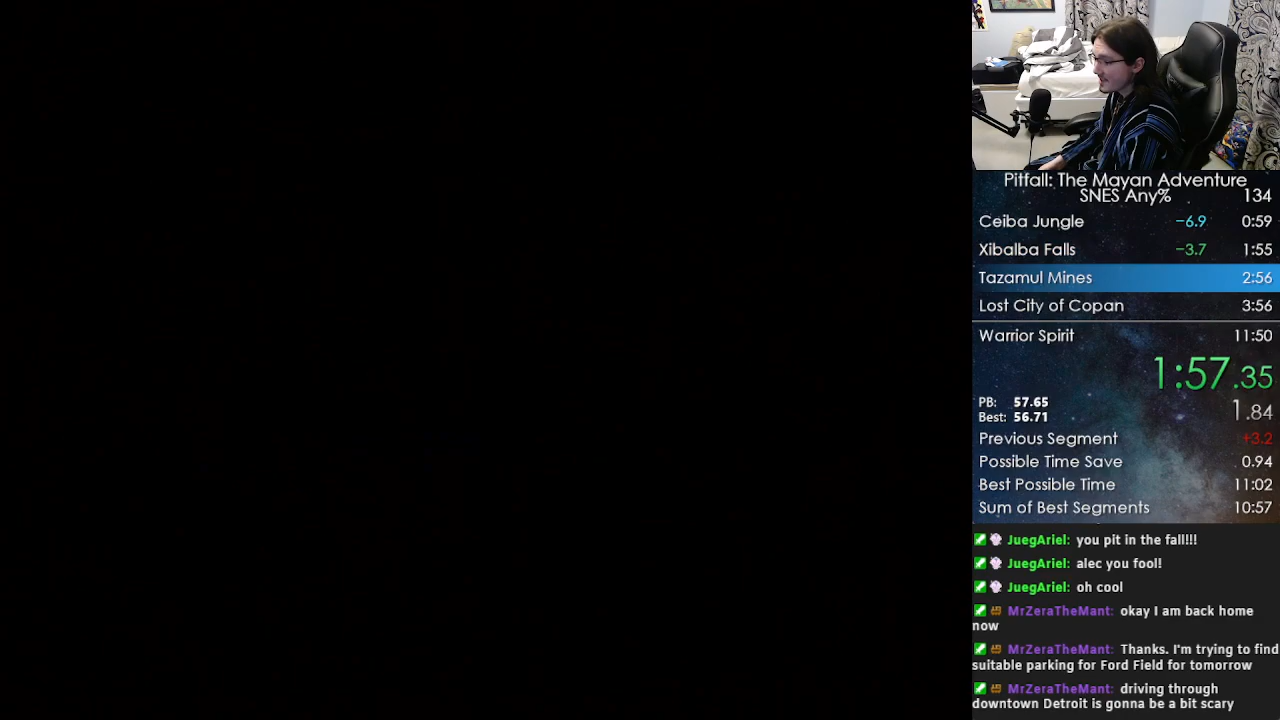 Pitfall: The Mayan Adventure
SNES Any% 134
Ceiba Jungle -6.9 0:59
Xibalba Falls -3.7 1:55
Tazamul Mines 2:56
Lost City of Copan 3:56
Warrior Spirit 11:50
1:57.35
PB: 57.65 1.84
Best: 56.71
Previous Segment +3.2
Possible Time Save 0.94
Best Possible Time 11:02
Sum of Best Segments 10:57
JuegAriel: you pit in the fall!!!
JuegAriel: alec you fool!
JuegAriel: oh cool
MrZeraTheMant: okay I am back home
now
MrZeraTheMant: Thanks. I'm trying to find
suitable parking for Ford Field for tomorrow
MrZeraTheMant: driving through
downtown Detroit is gonna be a bit scary